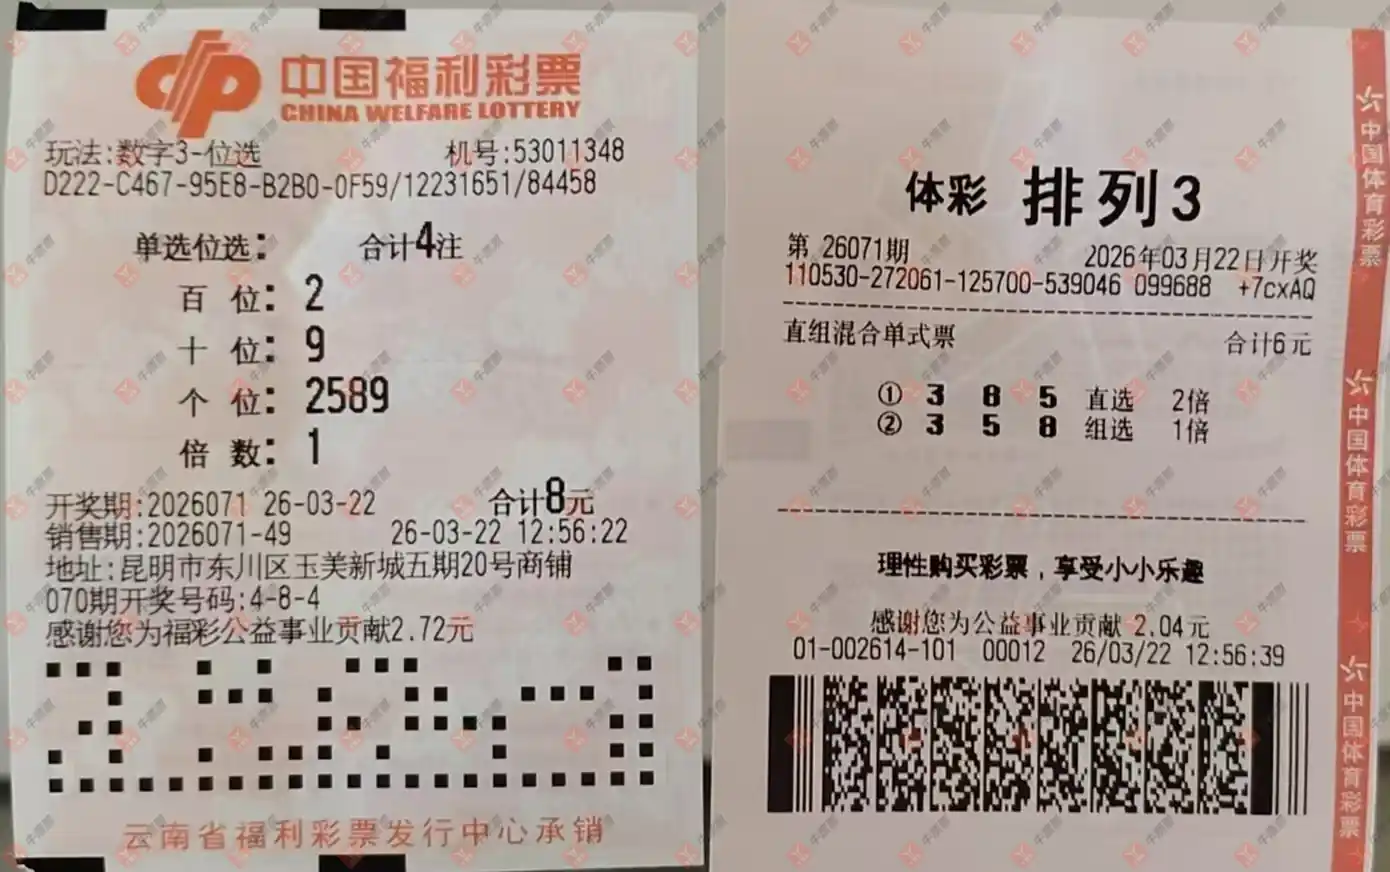 中国福利彩票
CHINA WELFARE LOTTERY
玩法:数字3-位选 机号:53011348
D222-C467-95E8-B2B0-0F59/12231651/84458
单选位选: 合计4注
百 位: 2
十 位: 9
个 位: 2589
倍 数: 1
开奖期:2026071 26-03-22 合计8元
销售期:2026071-49 26-03-22 12:56:22
地址:昆明市东川区玉美新城五期20号商铺
070期开奖号码:4-8-4
感谢您为福彩公益事业贡献2.72元
云南省福利彩票发行中心承销
体彩 排列3
第 26071期 2026年03月22日开奖
110530-272061-125700-539046 099688 +7cxAQ
直组混合单式票 合计6元
① 3 8 5 直选 2倍
② 3 5 8 组选 1倍
理性购买彩票，享受小小乐趣
感谢您为公益事业贡献 2.04元
01-002614-101 00012 26/03/22 12:56:39
中国体育彩票
中国体育彩票
中国体育彩票